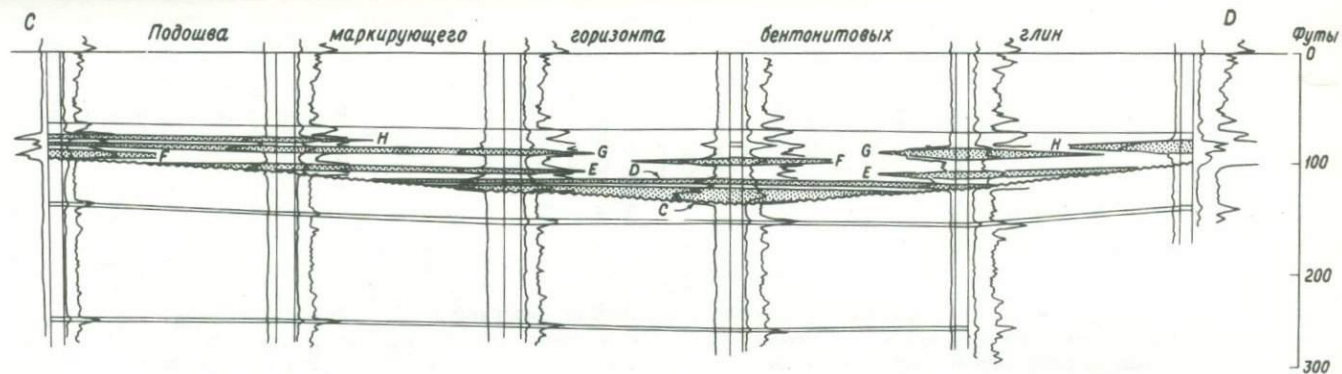 C
D
Подошва маркирующего горизонта бентонитовых глин
Футы
0
H
H
G
G
F
F
E
E
D
100
C
200
300